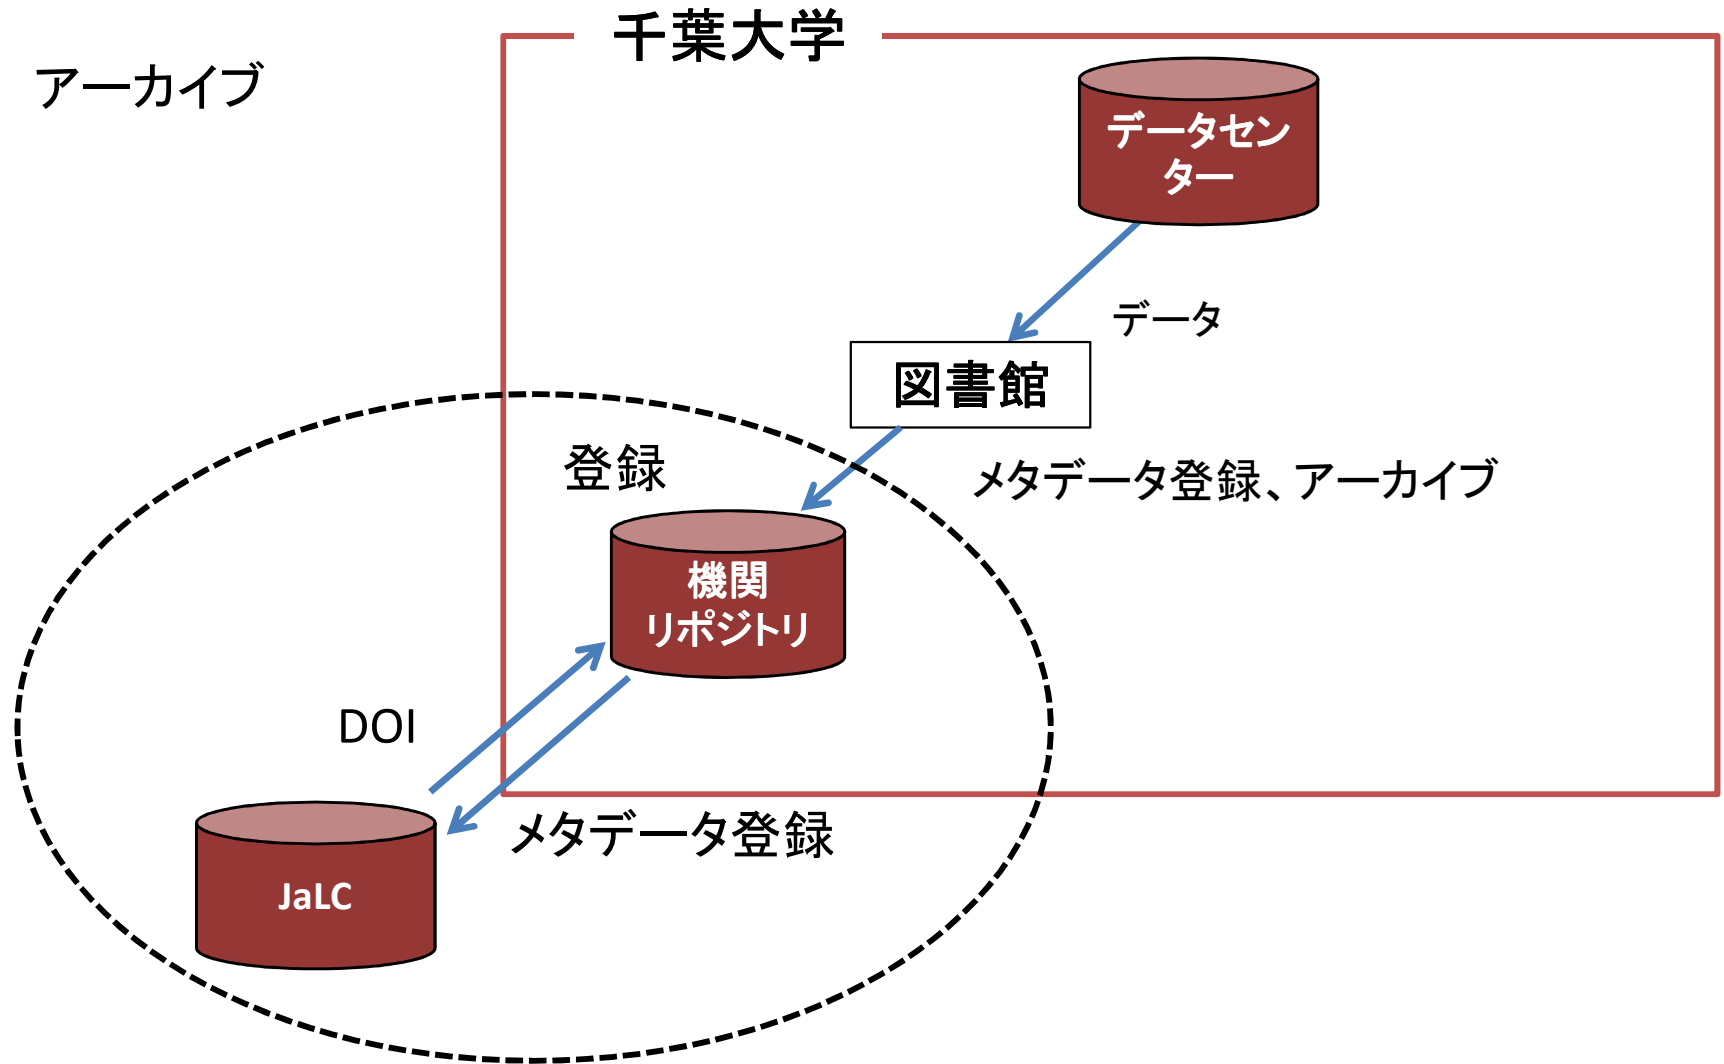 千葉大学
アーカイブ
データセン
ター
データ
図書館
登録
メタデータ登録、アーカイブ
機関
リポジトリ
DOI
メタデータ登録
JaLC